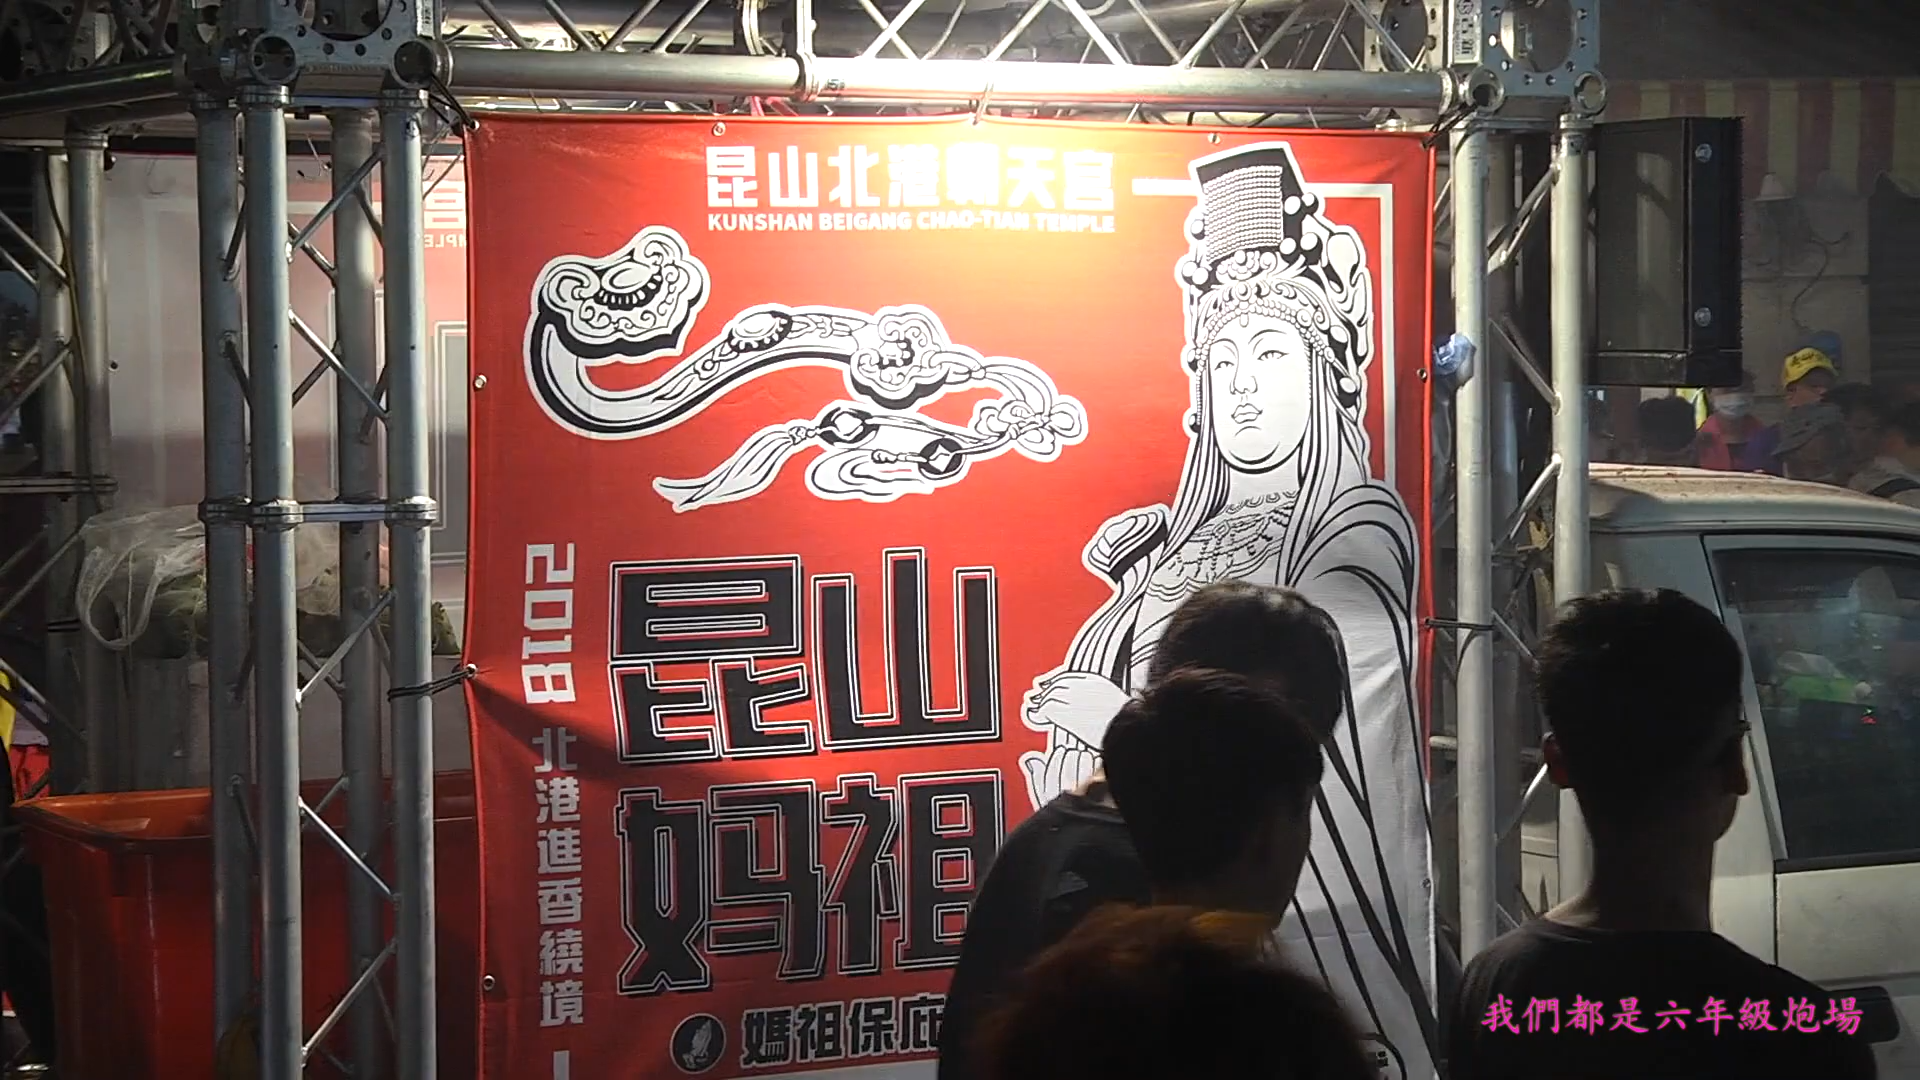 昆山北港朝天宮
KUNSHAN BEIGANG CHAO-TIAN TEMPLE
2018 北港進香繞境
昆山
妈祖
媽祖保庇
我們都是六年級炮場